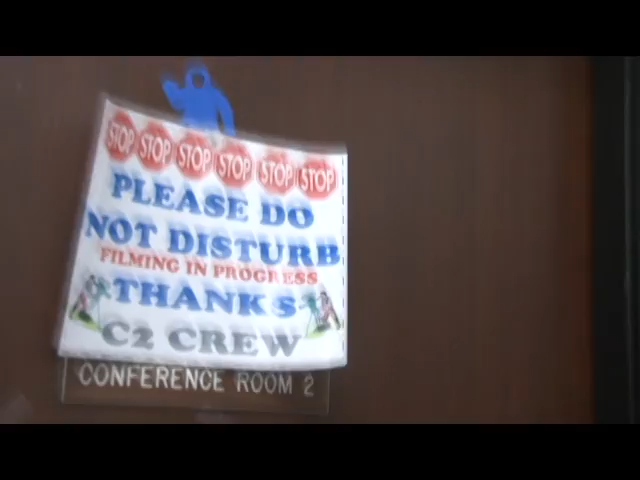 STOP STOP STOP STOP STOP STOP
PLEASE DO
NOT DISTURB
FILMING IN PROGRESS
THANKS
C2 CREW
CONFERENCE ROOM 2